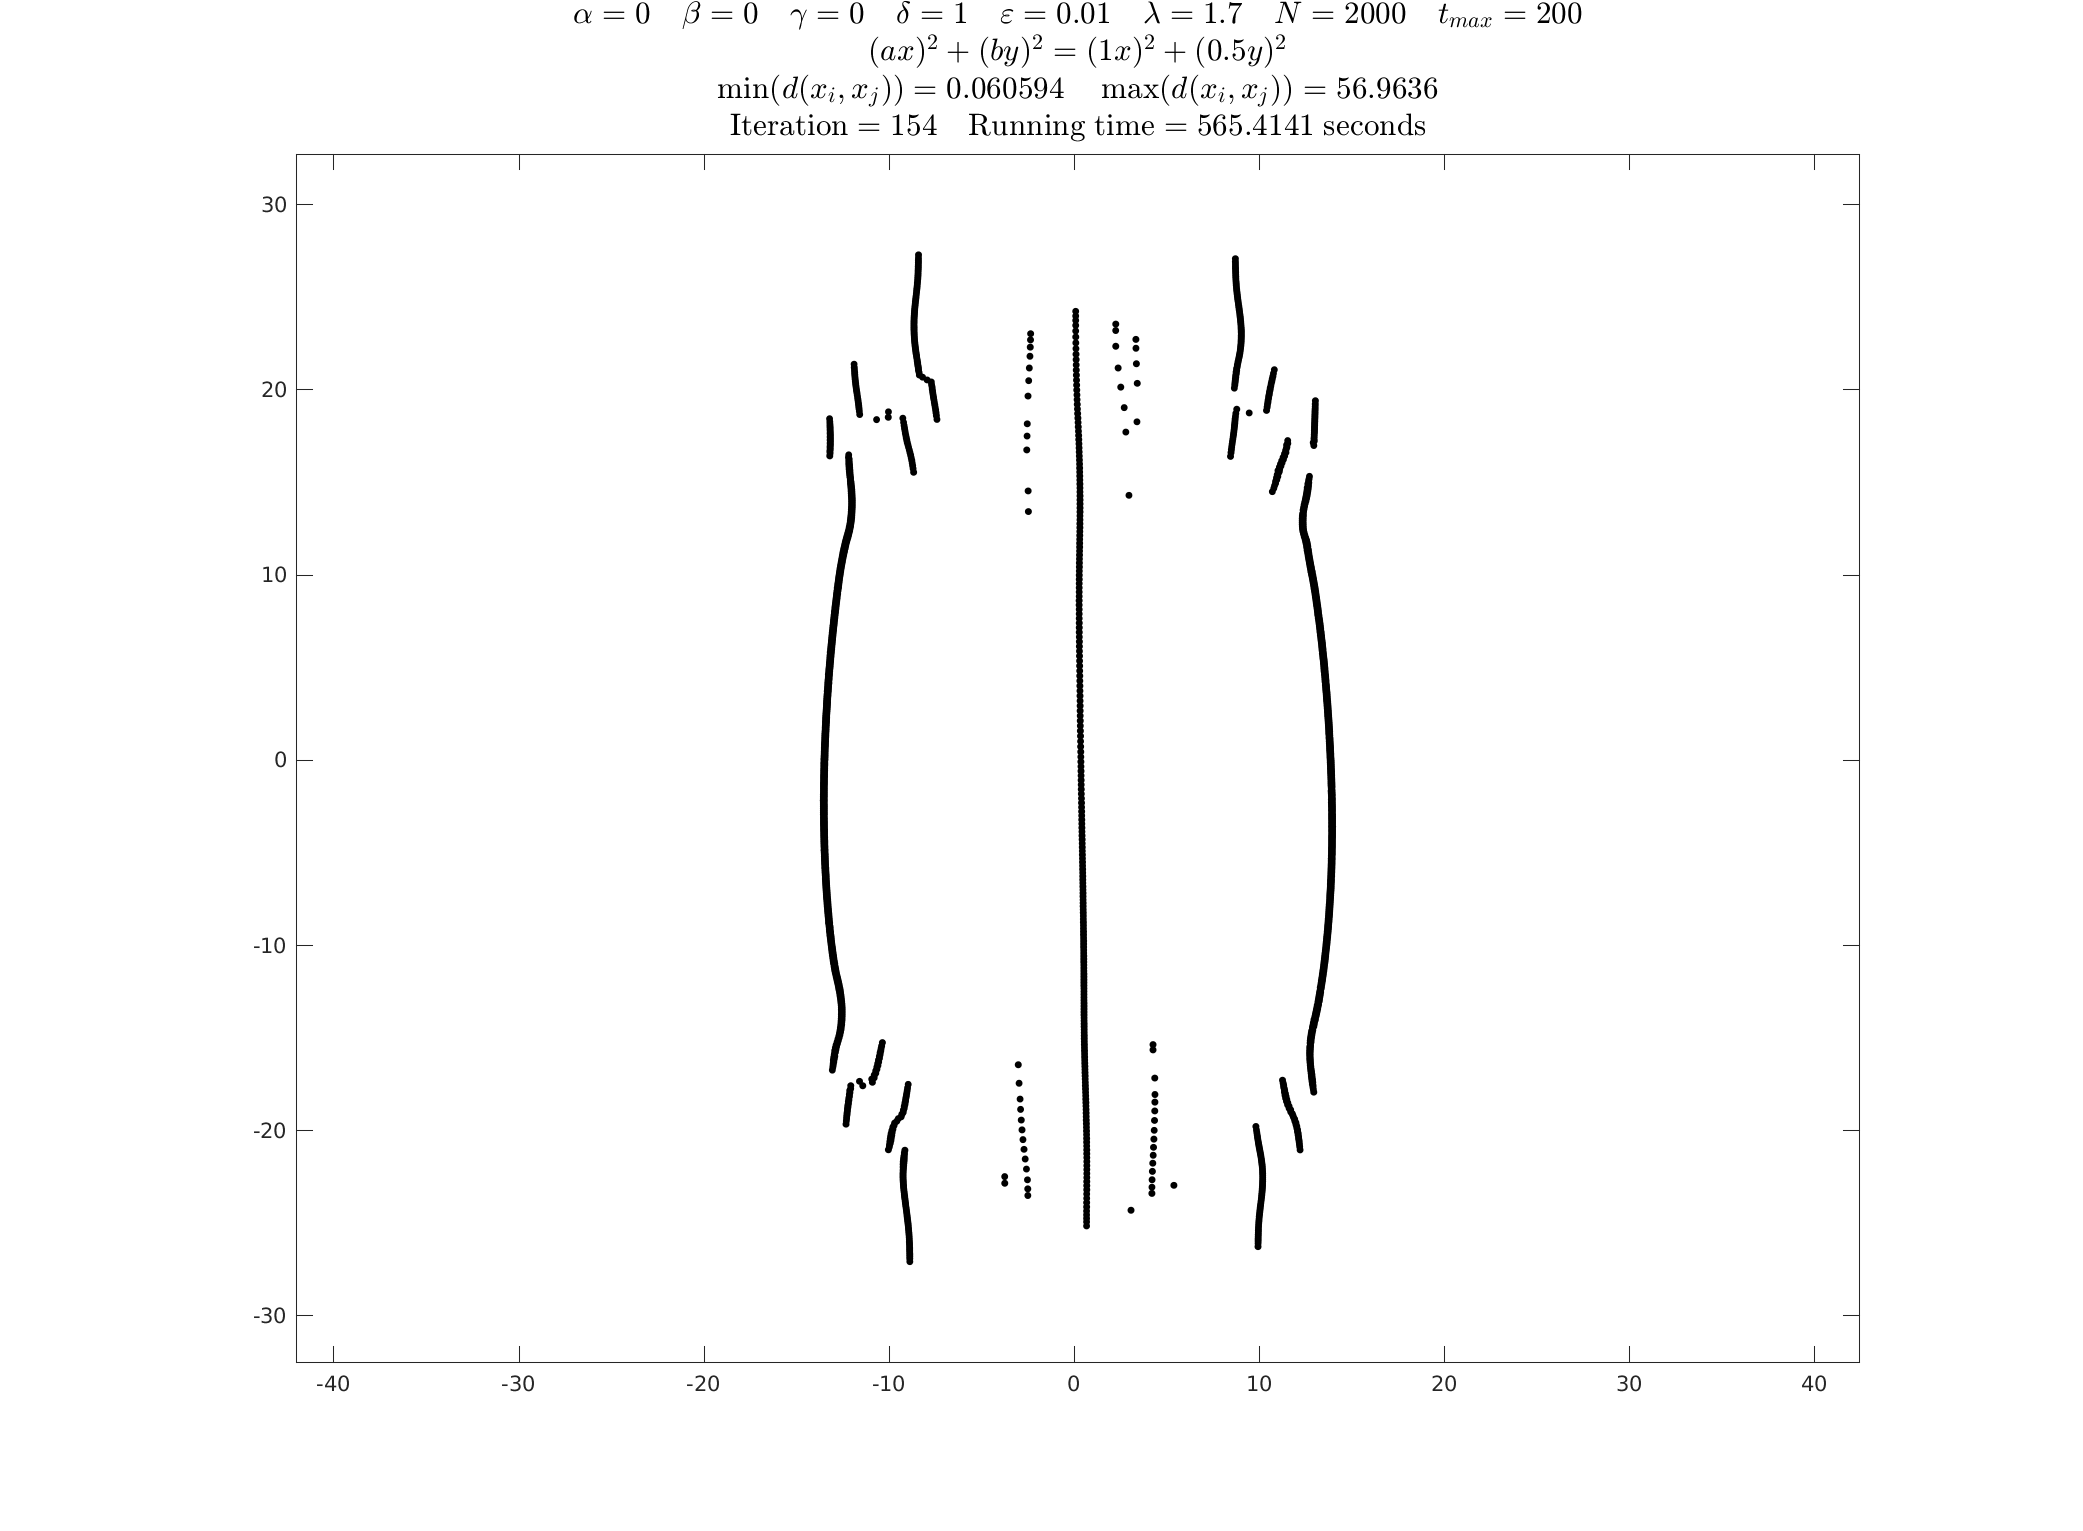 α = 0 β = 0 γ = 0 δ = 1 ε = 0.01 λ = 1.7 N = 2000 t_max = 200
(ax)² + (by)² = (1x)² + (0.5y)²
min(d(x_i, x_j)) = 0.060594 max(d(x_i, x_j)) = 56.9636
Iteration = 154 Running time = 565.4141 seconds
30
20
10
0
-10
-20
-30
-40 -30 -20 -10 0 10 20 30 40